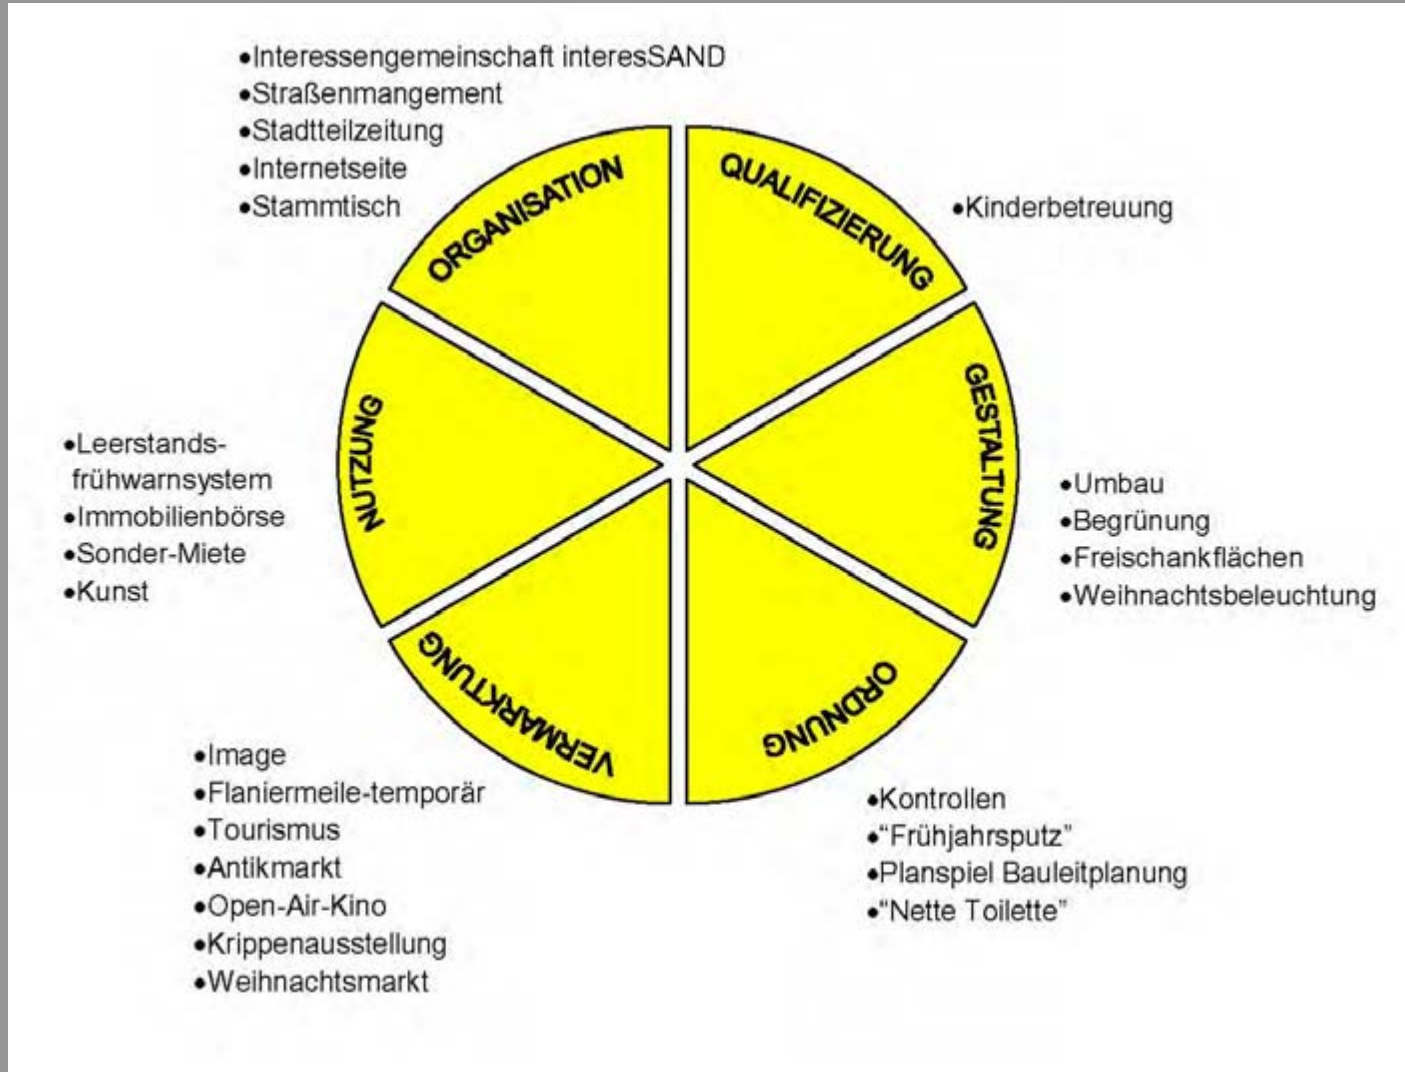 •Interessengemeinschaft interesSAND
•Straßenmangement
•Stadtteilzeitung
•Internetseite
•Stammtisch
ORGANISATION
QUALIFIZIERUNG
•Kinderbetreuung
GESTALTUNG
•Umbau
•Begrünung
•Freischankflächen
•Weihnachtsbeleuchtung
ORDNUNG
•Kontrollen
•“Frühjahrsputz”
•Planspiel Bauleitplanung
•“Nette Toilette”
VERMARKTUNG
•Image
•Flaniermeile-temporär
•Tourismus
•Antikmarkt
•Open-Air-Kino
•Krippenausstellung
•Weihnachtsmarkt
NUTZUNG
•Leerstands-
frühwarnsystem
•Immobilienbörse
•Sonder-Miete
•Kunst